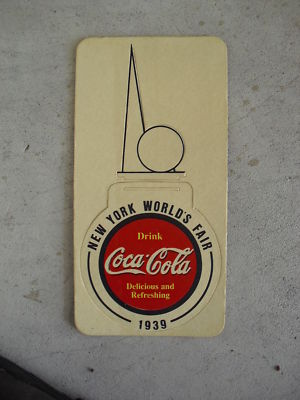 NEW YORK WORLD'S FAIR
Drink
Coca-Cola
Delicious and
Refreshing
1939